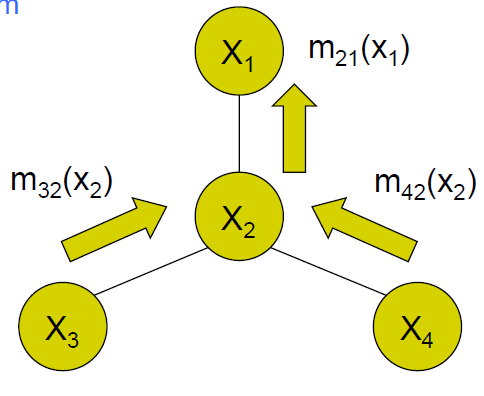 m
X₁
m₂₁(x₁)
m₃₂(x₂)
m₄₂(x₂)
X₂
X₃
X₄